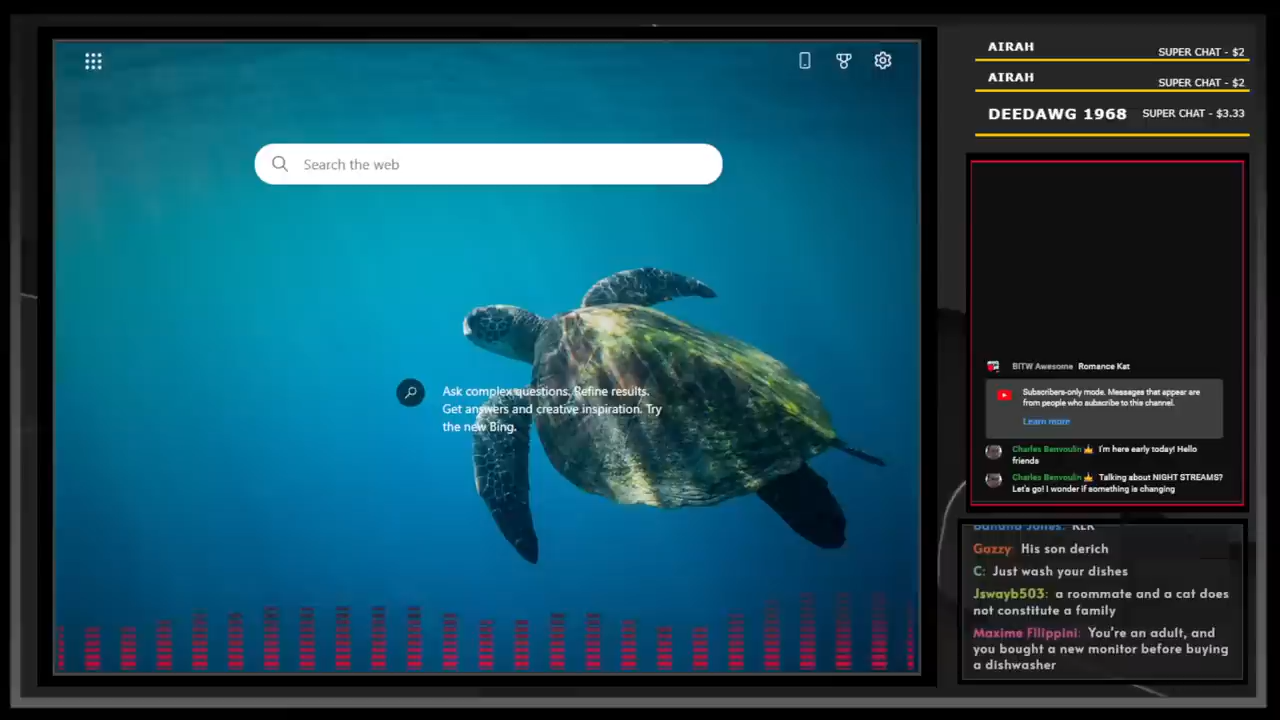 Search the web
Ask complex questions. Refine results.
Get answers and creative inspiration. Try
the new Bing.
AIRAH SUPER CHAT - $2
AIRAH SUPER CHAT - $2
DEEDAWG 1968 SUPER CHAT - $3.33
BITW Awesome Romance Kat
Subscribers-only mode. Messages that appear are
from people who subscribe to this channel.
Learn more
Charles Benvoulin I'm here early today! Hello
friends
Charles Benvoulin Talking about NIGHT STREAMS?
Let's go! I wonder if something is changing
Banana Jones: KEK
Gozzy: His son derich
C: Just wash your dishes
Jswayb503: a roommate and a cat does
not constitute a family
Maxime Filippini: You're an adult, and
you bought a new monitor before buying
a dishwasher